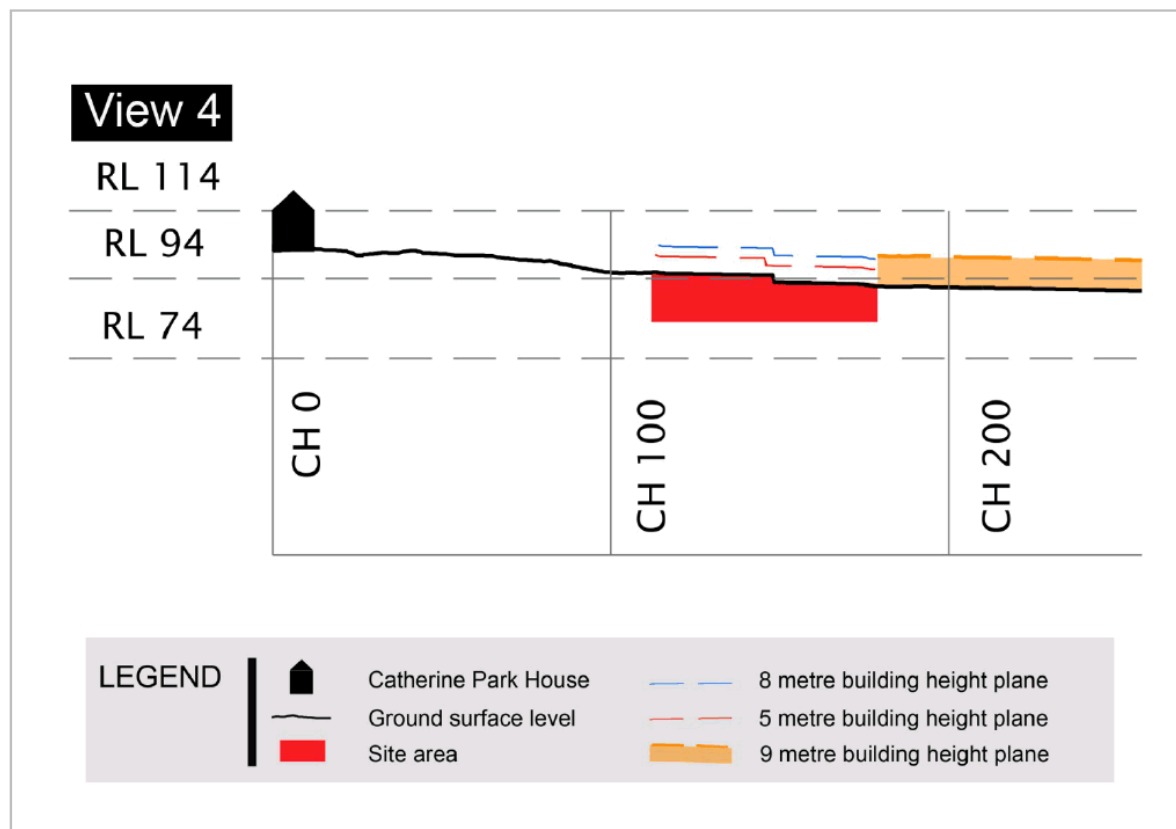 View 4
RL 114
RL 94
RL 74
CH 0
CH 100
CH 200
LEGEND
Catherine Park House
Ground surface level
Site area
8 metre building height plane
5 metre building height plane
9 metre building height plane